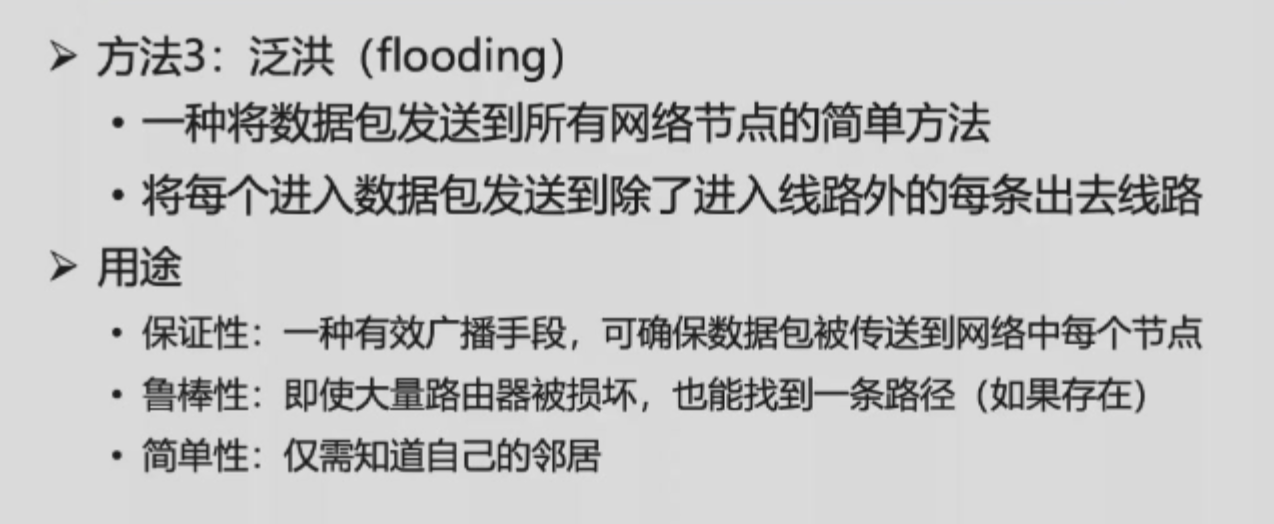 ➢ 方法3：泛洪（flooding）
• 一种将数据包发送到所有网络节点的简单方法
• 将每个进入数据包发送到除了进入线路外的每条出去线路
➢ 用途
• 保证性：一种有效广播手段，可确保数据包被传送到网络中每个节点
• 鲁棒性：即使大量路由器被损坏，也能找到一条路径（如果存在）
• 简单性：仅需知道自己的邻居